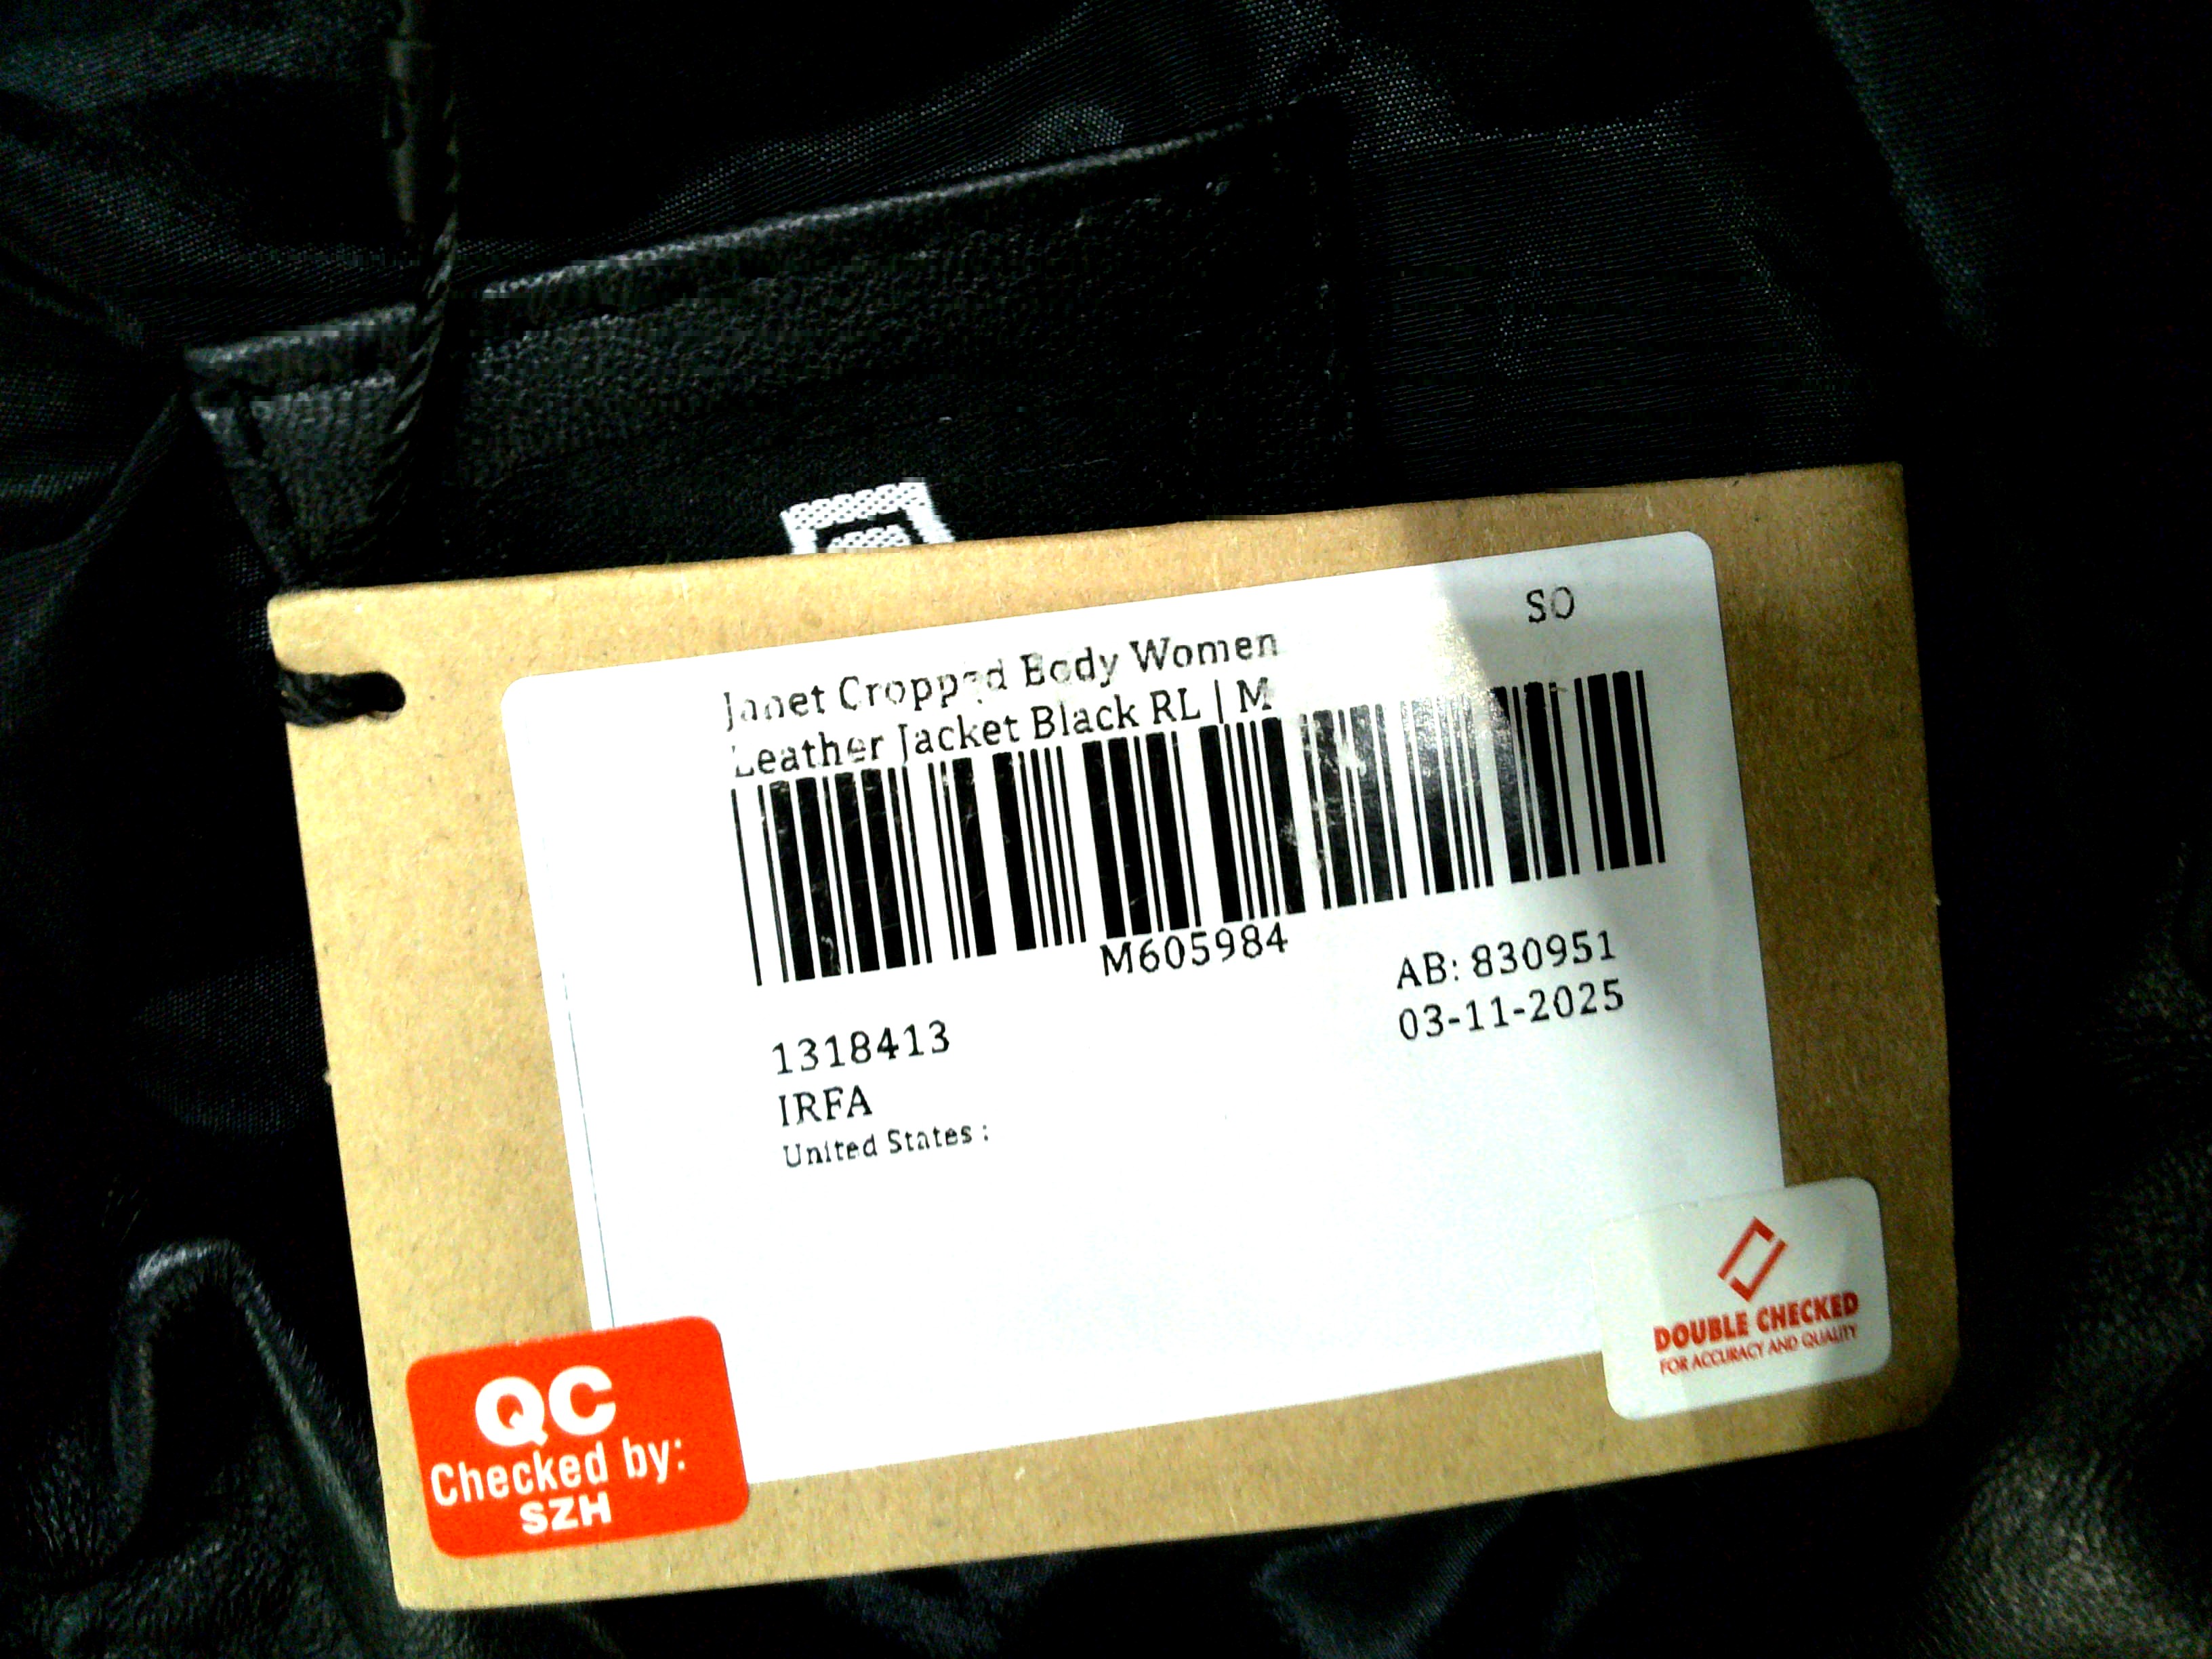 SO
Janet Cropped Body Women
Leather Jacket Black RL | M
M605984
AB: 830951
03-11-2025
1318413
IRFA
United States :
QC
Checked by:
SZH
DOUBLE CHECKED
FOR ACCURACY AND QUALITY